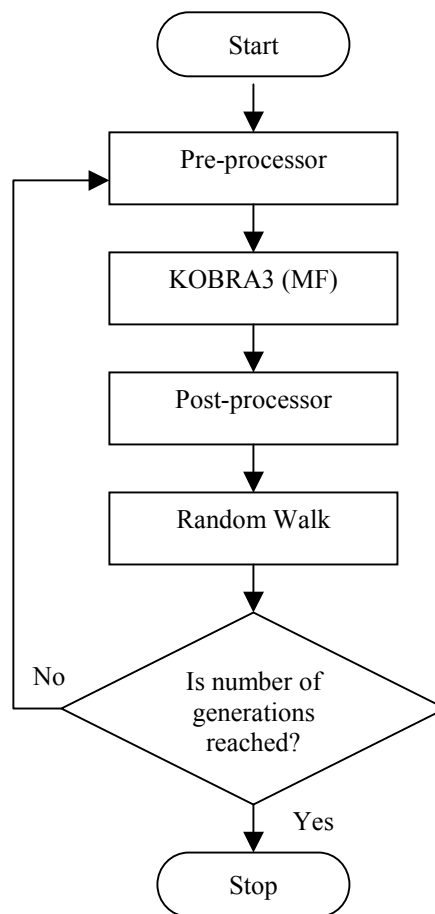 Start
Pre-processor
KOBRA3 (MF)
Post-processor
Random Walk
No
Is number of
generations
reached?
Yes
Stop